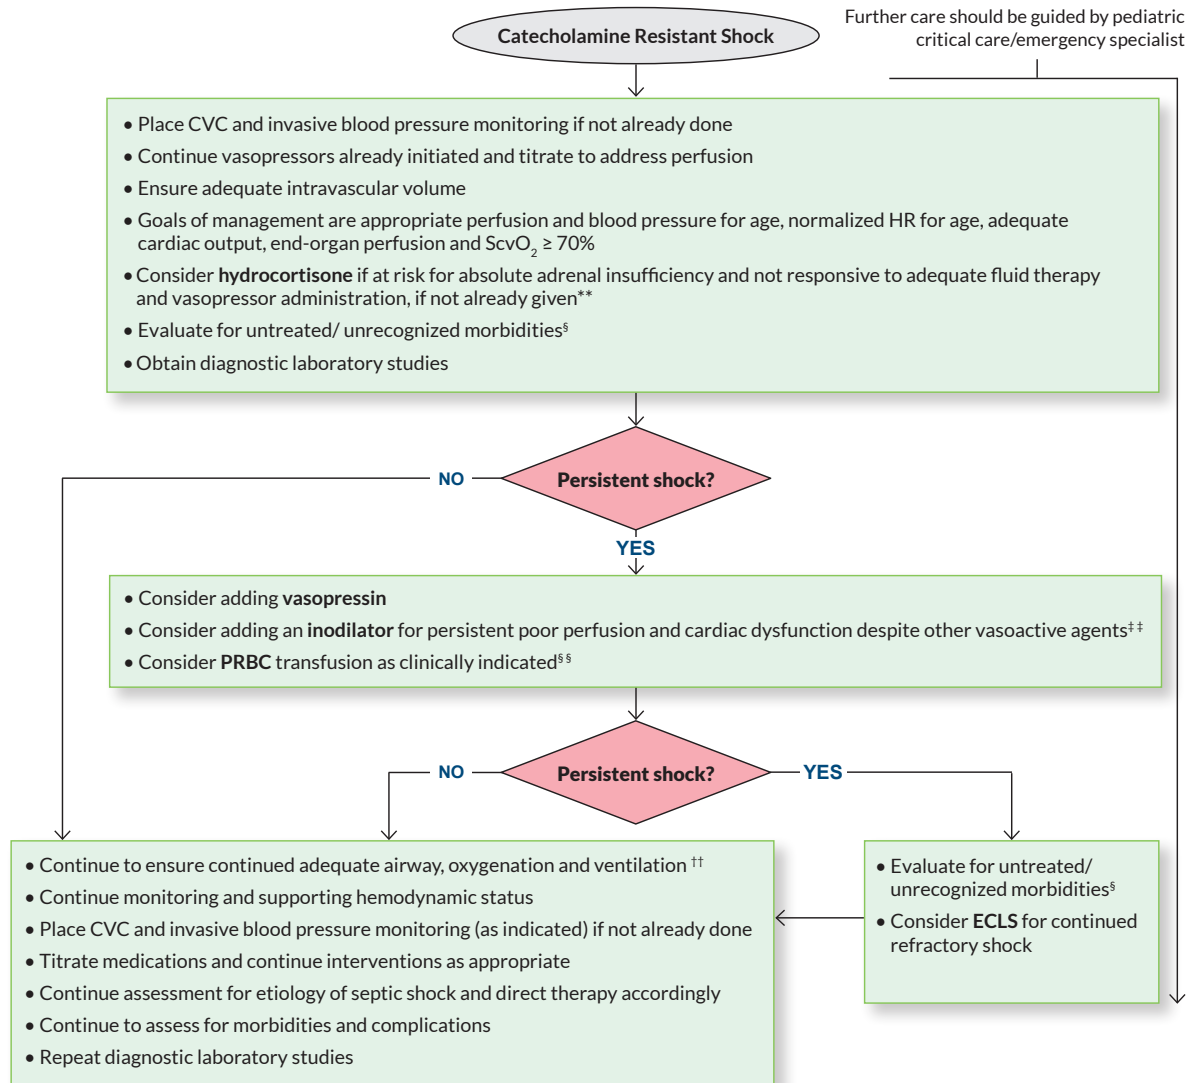 Catecholamine Resistant Shock
Further care should be guided by pediatric
critical care/emergency specialist
• Place CVC and invasive blood pressure monitoring if not already done
• Continue vasopressors already initiated and titrate to address perfusion
• Ensure adequate intravascular volume
• Goals of management are appropriate perfusion and blood pressure for age, normalized HR for age, adequate
cardiac output, end-organ perfusion and ScvO₂ ≥ 70%
• Consider hydrocortisone if at risk for absolute adrenal insufficiency and not responsive to adequate fluid therapy
and vasopressor administration, if not already given**
• Evaluate for untreated/ unrecognized morbidities§
• Obtain diagnostic laboratory studies
Persistent shock?
NO
YES
• Consider adding vasopressin
• Consider adding an inodilator for persistent poor perfusion and cardiac dysfunction despite other vasoactive agents‡‡
• Consider PRBC transfusion as clinically indicated§§
Persistent shock?
NO
YES
• Continue to ensure continued adequate airway, oxygenation and ventilation ††
• Continue monitoring and supporting hemodynamic status
• Place CVC and invasive blood pressure monitoring (as indicated) if not already done
• Titrate medications and continue interventions as appropriate
• Continue assessment for etiology of septic shock and direct therapy accordingly
• Continue to assess for morbidities and complications
• Repeat diagnostic laboratory studies
• Evaluate for untreated/
unrecognized morbidities§
• Consider ECLS for continued
refractory shock